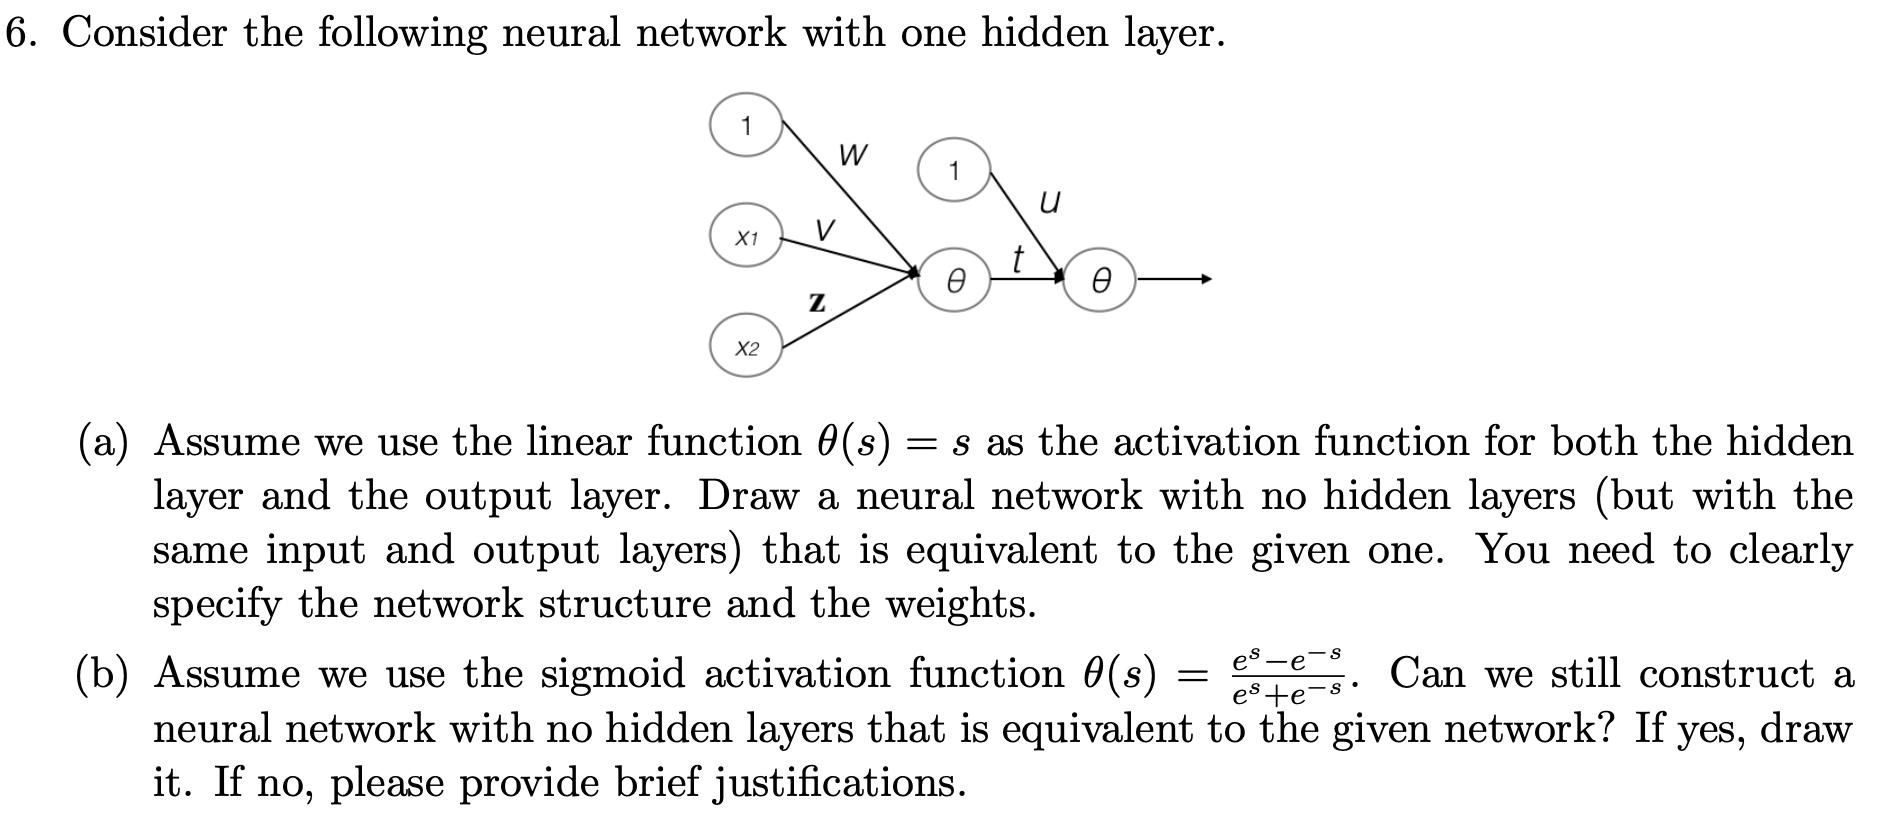 6. Consider the following neural network with one hidden layer.
1
w
1
u
x1
v
t
θ
θ
z
x2
(a) Assume we use the linear function θ(s) = s as the activation function for both the hidden
layer and the output layer. Draw a neural network with no hidden layers (but with the
same input and output layers) that is equivalent to the given one. You need to clearly
specify the network structure and the weights.
(b) Assume we use the sigmoid activation function θ(s) = \frac{e^s-e^{-s}}{e^s+e^{-s}}. Can we still construct a
neural network with no hidden layers that is equivalent to the given network? If yes, draw
it. If no, please provide brief justifications.